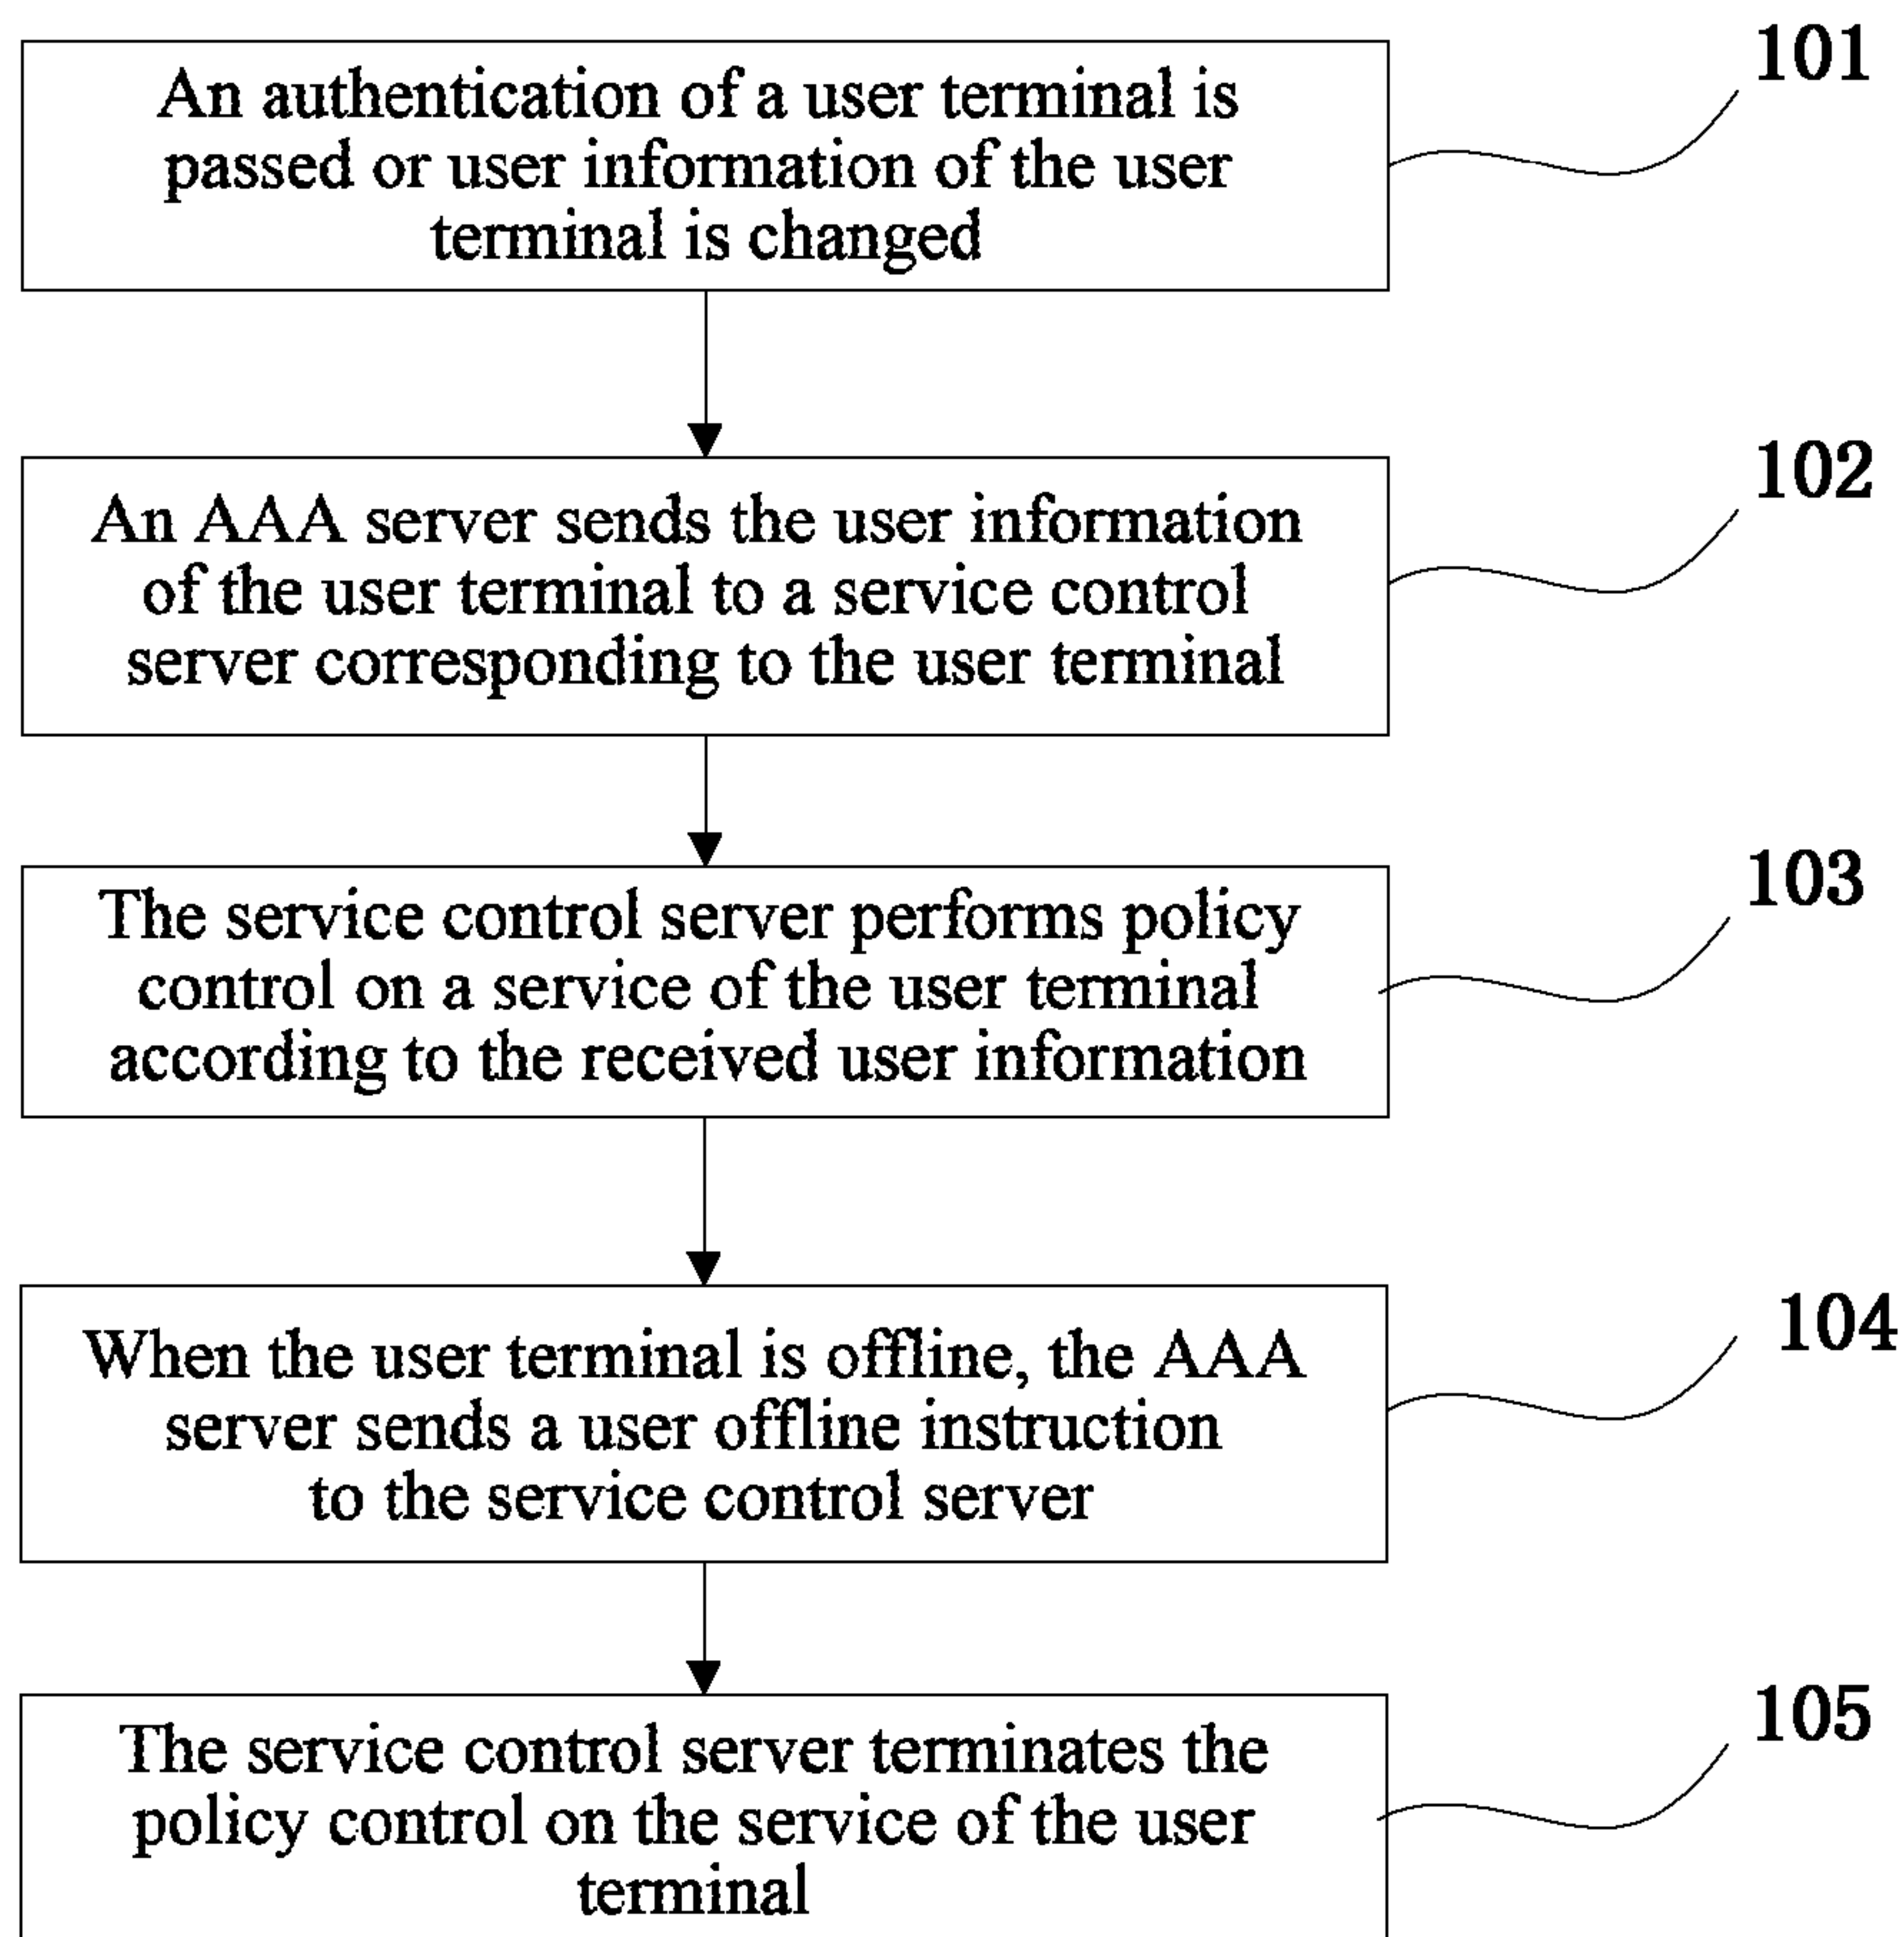 101
An authentication of a user terminal is
passed or user information of the user
terminal is changed
102
An AAA server sends the user information
of the user terminal to a service control
server corresponding to the user terminal
103
The service control server performs policy
control on a service of the user terminal
according to the received user information
104
When the user terminal is offline, the AAA
server sends a user offline instruction
to the service control server
105
The service control server terminates the
policy control on the service of the user
terminal